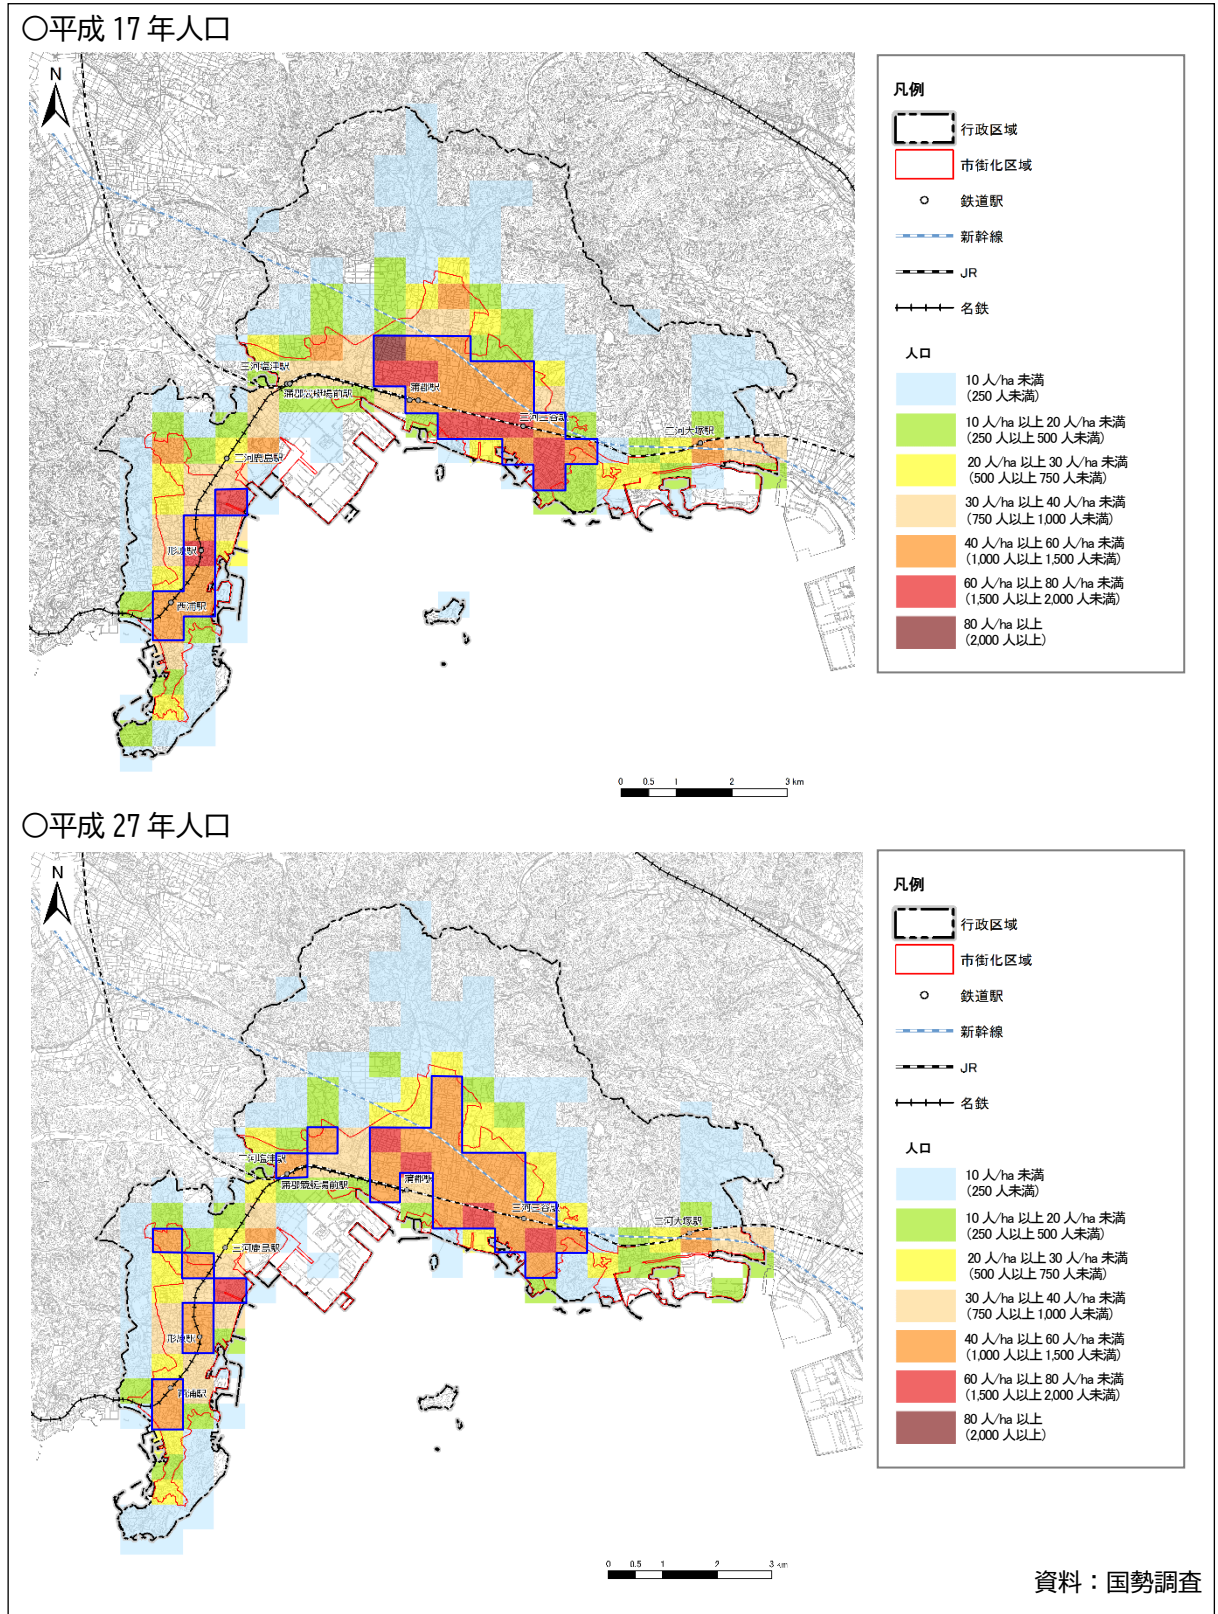 〇平成 17 年人口
N
三河塩津駅
蒲郡競艇場前駅
蒲郡駅
三河三谷駅
三河大塚駅
三河鹿島駅
形原駅
西浦駅
0 0.5 1 2 3 km
凡例
行政区域
市街化区域
鉄道駅
新幹線
JR
名鉄
人口
10 人/ha 未満
(250 人未満)
10 人/ha 以上 20 人/ha 未満
(250 人以上 500 人未満)
20 人/ha 以上 30 人/ha 未満
(500 人以上 750 人未満)
30 人/ha 以上 40 人/ha 未満
(750 人以上 1,000 人未満)
40 人/ha 以上 60 人/ha 未満
(1,000 人以上 1,500 人未満)
60 人/ha 以上 80 人/ha 未満
(1,500 人以上 2,000 人未満)
80 人/ha 以上
(2,000 人以上)
〇平成 27 年人口
N
三河塩津駅
蒲郡競艇場前駅
蒲郡駅
三河三谷駅
三河大塚駅
三河鹿島駅
形原駅
西浦駅
0 0.5 1 2 3 km
凡例
行政区域
市街化区域
鉄道駅
新幹線
JR
名鉄
人口
10 人/ha 未満
(250 人未満)
10 人/ha 以上 20 人/ha 未満
(250 人以上 500 人未満)
20 人/ha 以上 30 人/ha 未満
(500 人以上 750 人未満)
30 人/ha 以上 40 人/ha 未満
(750 人以上 1,000 人未満)
40 人/ha 以上 60 人/ha 未満
(1,000 人以上 1,500 人未満)
60 人/ha 以上 80 人/ha 未満
(1,500 人以上 2,000 人未満)
80 人/ha 以上
(2,000 人以上)
資料：国勢調査